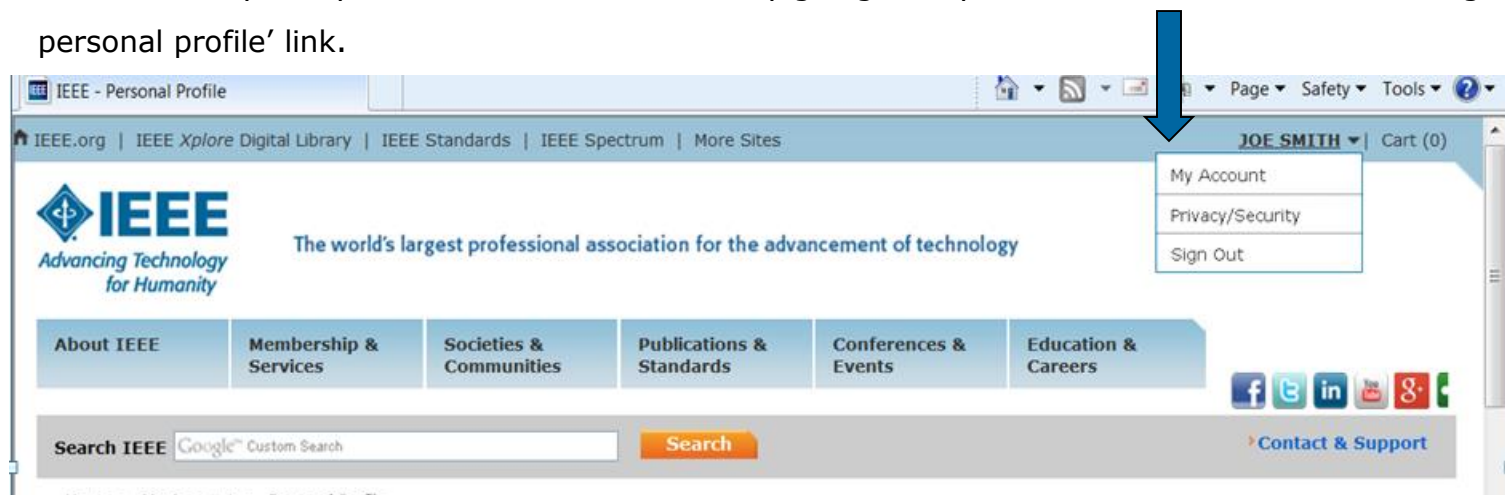 personal profile’ link.
IEEE - Personal Profile
Page Safety Tools
IEEE.org | IEEE Xplore Digital Library | IEEE Standards | IEEE Spectrum | More Sites
JOE SMITH | Cart (0)
My Account
Privacy/Security
Sign Out
IEEE
Advancing Technology
for Humanity
The world's largest professional association for the advancement of technology
About IEEE
Membership &
Services
Societies &
Communities
Publications &
Standards
Conferences &
Events
Education &
Careers
Search IEEE Google™ Custom Search Search
Contact & Support